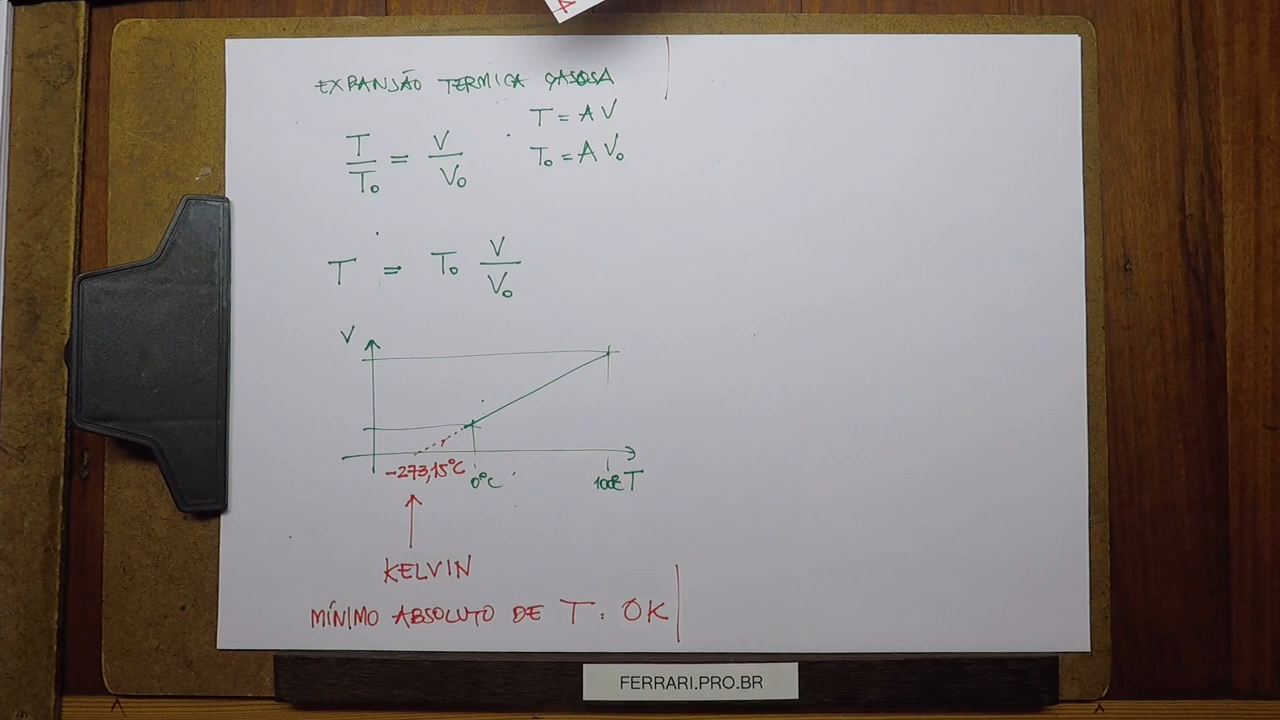 EXPANSÃO TERMICA GASOSA
T = A V
T/T₀ = V/V₀
T₀ = A V₀
T = T₀ V/V₀
V
-273,15°C
0°C
100°C T
KELVIN
MÍNIMO ABSOLUTO DE T: 0K
FERRARI.PRO.BR